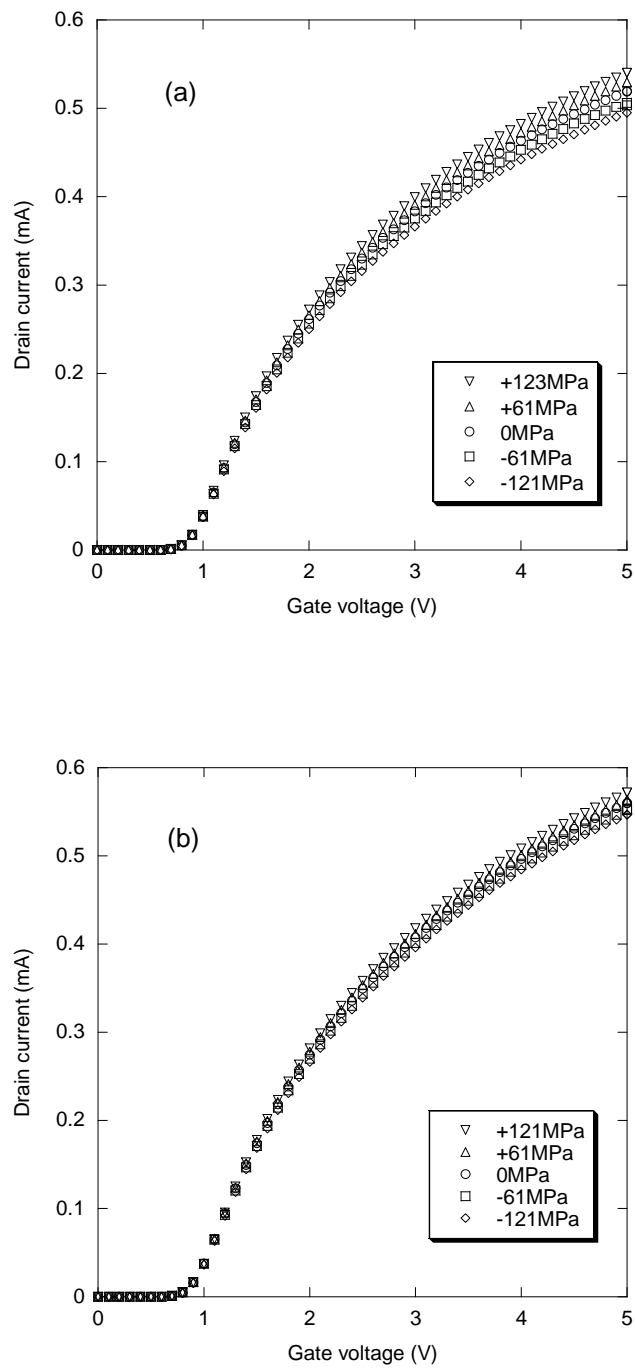 0.6
(a)
0.5
0.4
0.3
0.2
0.1
0
Drain current (mA)
+123MPa
+61MPa
0MPa
-61MPa
-121MPa
0 1 2 3 4 5
Gate voltage (V)
0.6
(b)
0.5
0.4
0.3
0.2
0.1
0
Drain current (mA)
+121MPa
+61MPa
0MPa
-61MPa
-121MPa
0 1 2 3 4 5
Gate voltage (V)